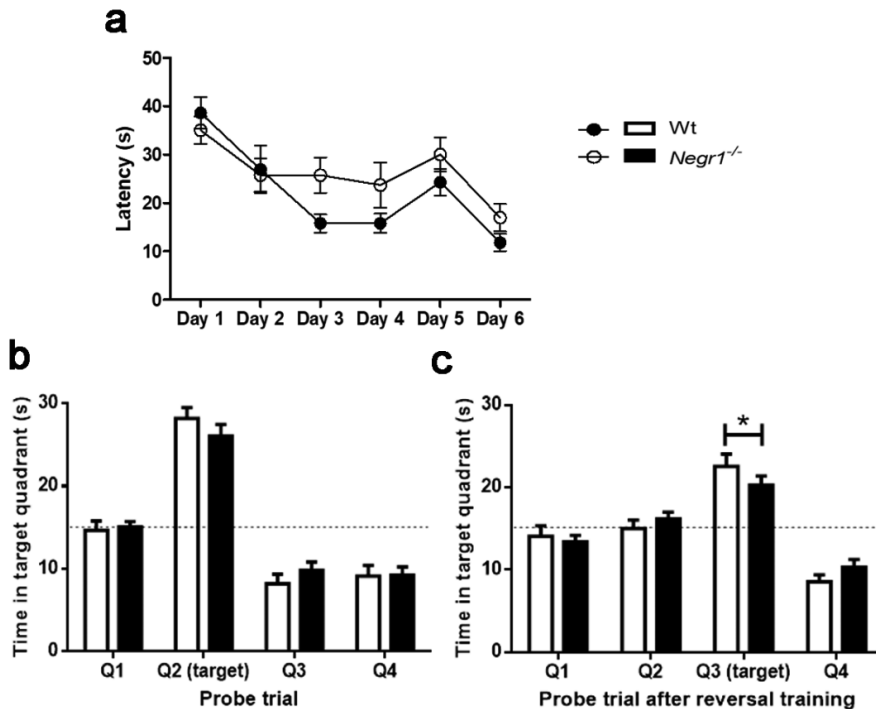 a
50
40
30
20
10
0
Latency (s)
Day 1 Day 2 Day 3 Day 4 Day 5 Day 6
Wt
Negr1-/-
b
30
20
10
0
Time in target quadrant (s)
Q1 Q2 (target) Q3 Q4
Probe trial
c
30
20
10
0
Time in target quadrant (s)
*
Q1 Q2 Q3 (target) Q4
Probe trial after reversal training